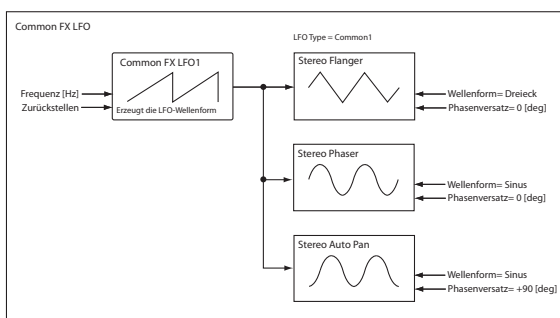 Common FX LFO
LFO Type = Common1
Common FX LFO1
Frequenz [Hz]
Zurückstellen
Erzeugt die LFO-Wellenform
Stereo Flanger
Wellenform= Dreieck
Phasenversatz= 0 [deg]
Stereo Phaser
Wellenform= Sinus
Phasenversatz= 0 [deg]
Stereo Auto Pan
Wellenform= Sinus
Phasenversatz= +90 [deg]